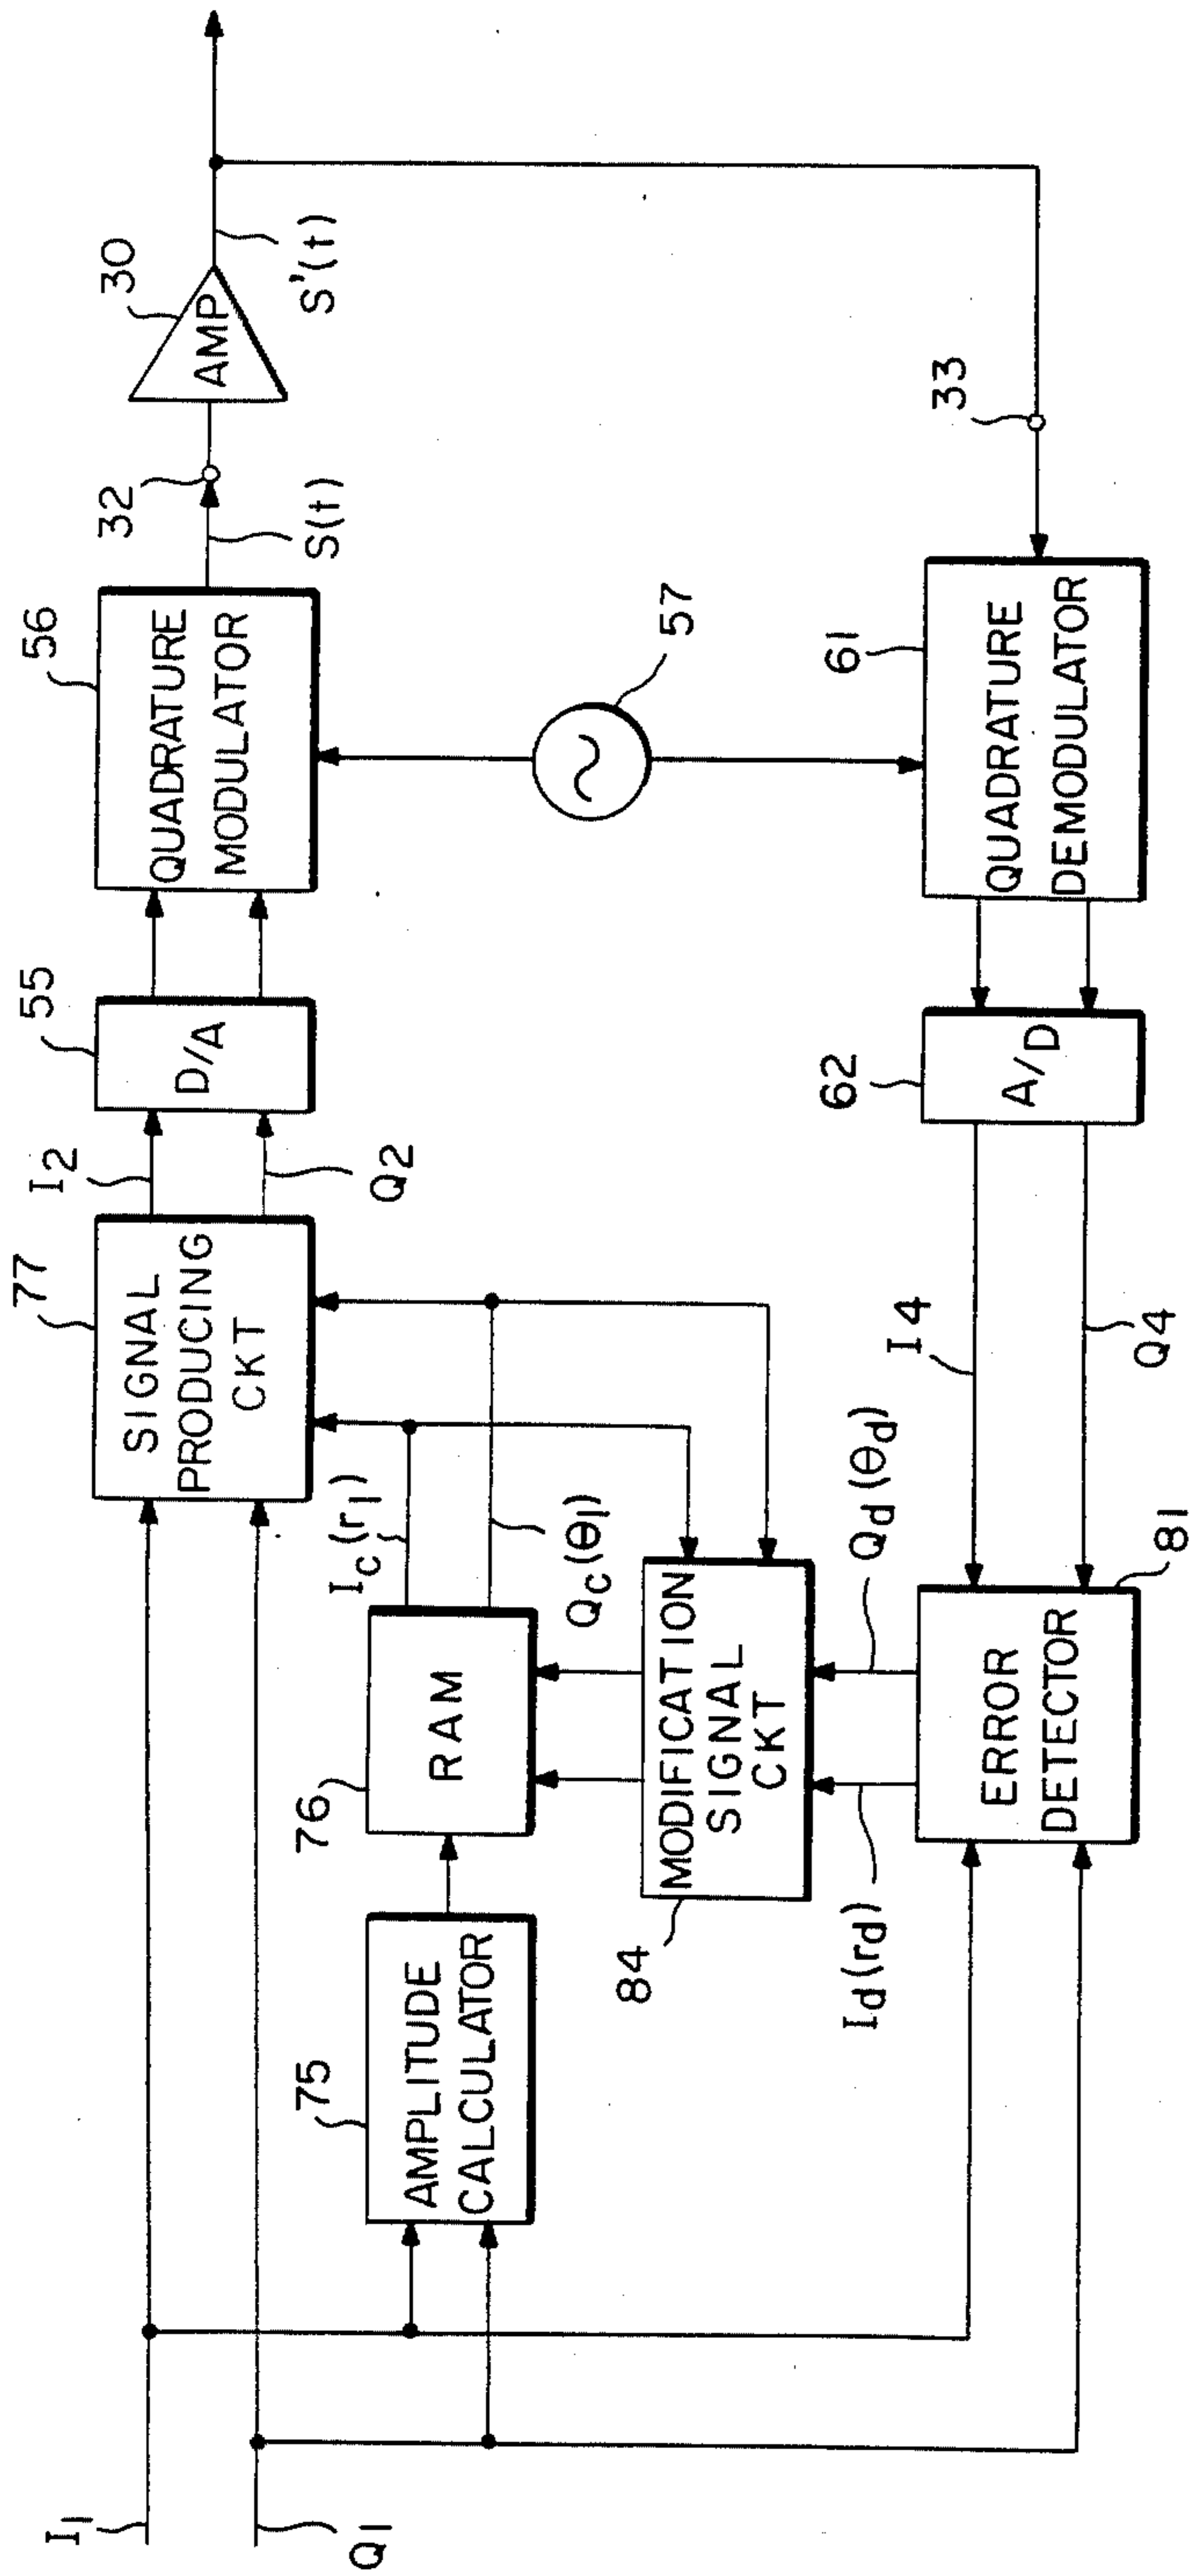 I1
Q1
75
AMPLITUDE
CALCULATOR
76
RAM
Ic(r1)
Qc(θ1)
77
SIGNAL
PRODUCING
CKT
I2
Q2
55
D/A
56
QUADRATURE
MODULATOR
S(t)
32
30
AMP
S'(t)
57
33
61
QUADRATURE
DEMODULATOR
62
A/D
I4
Q4
81
ERROR
DETECTOR
Id(rd)
Qd(θd)
84
MODIFICATION
SIGNAL
CKT